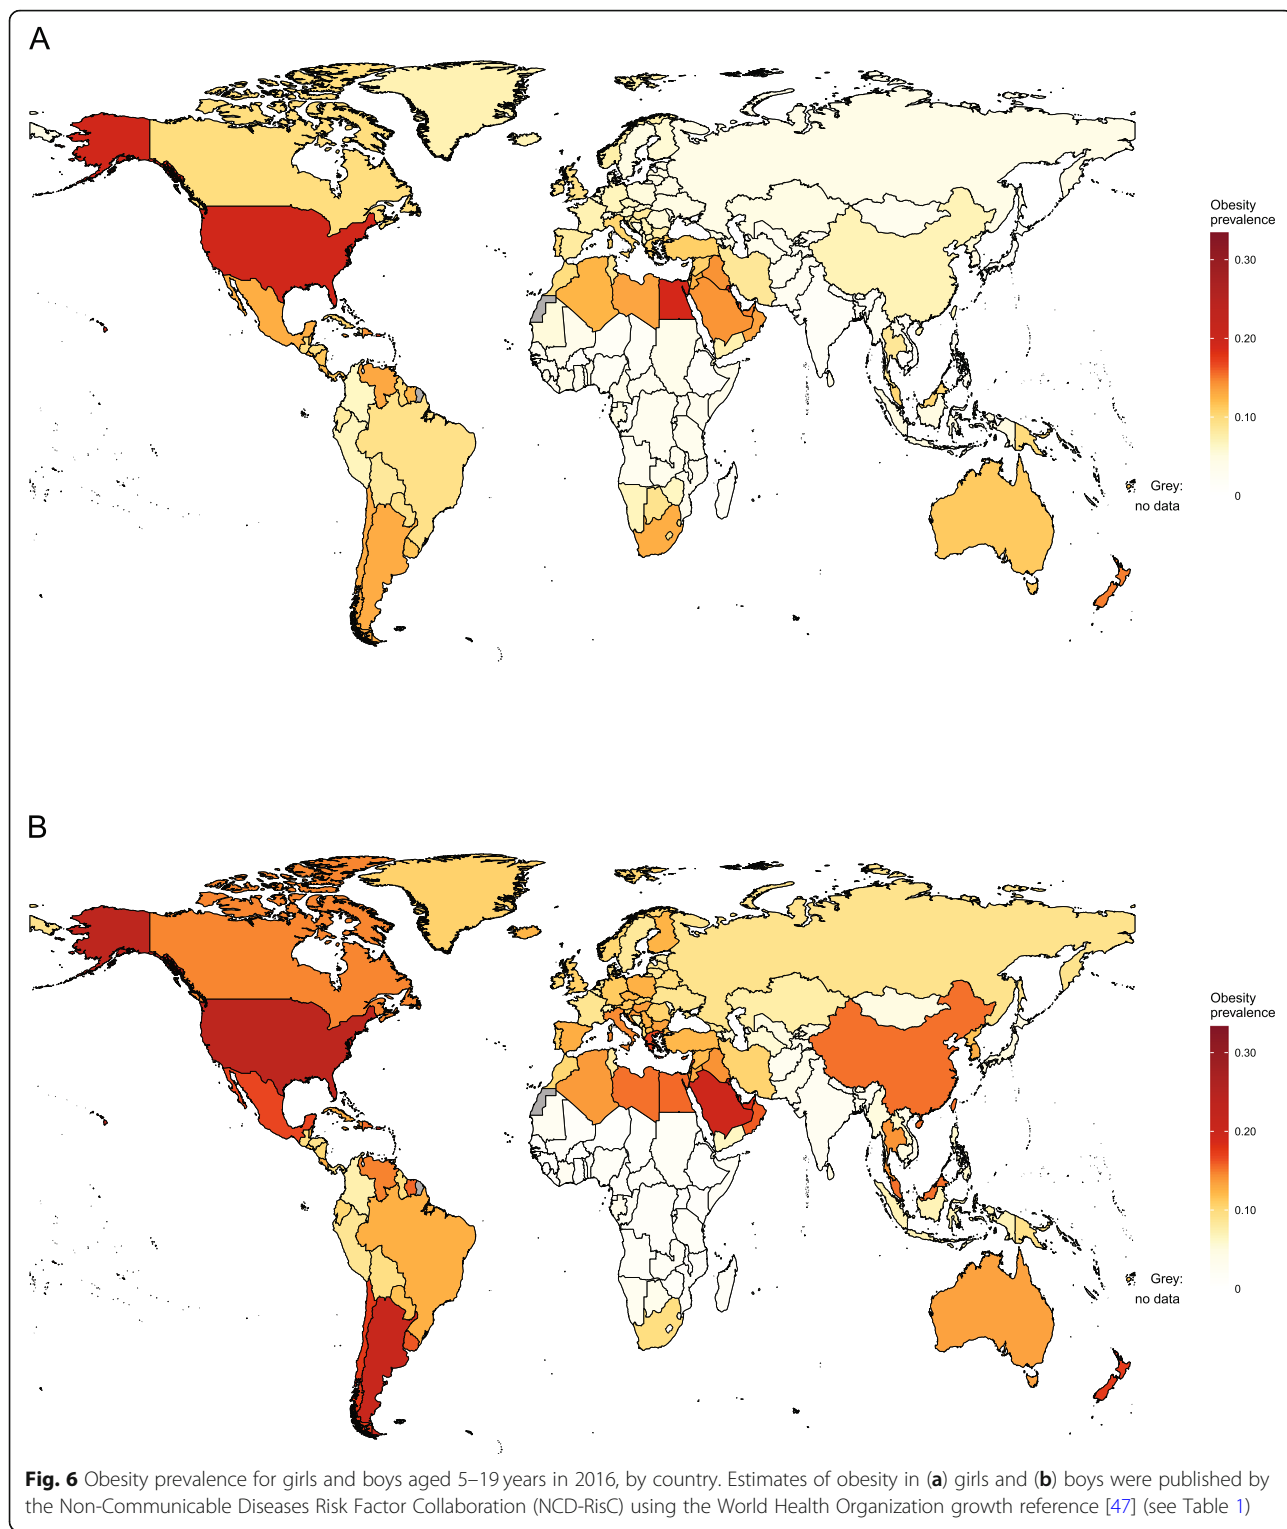 A
Obesity
prevalence
0.30
0.20
0.10
0
Grey:
no data
B
Obesity
prevalence
0.30
0.20
0.10
0
Grey:
no data
Fig. 6 Obesity prevalence for girls and boys aged 5–19 years in 2016, by country. Estimates of obesity in (a) girls and (b) boys were published by
the Non-Communicable Diseases Risk Factor Collaboration (NCD-RisC) using the World Health Organization growth reference [47] (see Table 1)